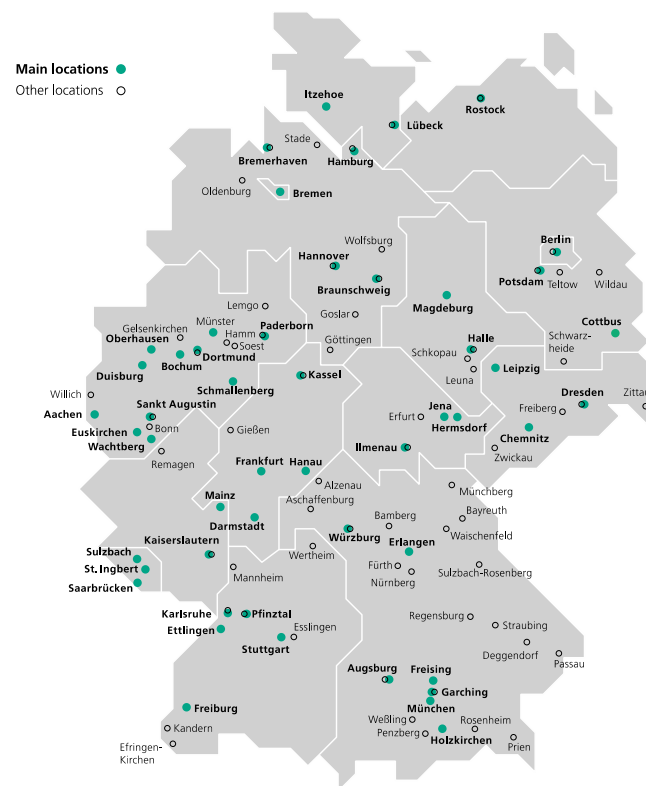 Main locations
Other locations
Itzehoe
Rostock
Lübeck
Stade
Bremerhaven
Hamburg
Oldenburg
Bremen
Wolfsburg
Berlin
Hannover
Potsdam
Teltow
Wildau
Braunschweig
Magdeburg
Lemgo
Goslar
Münster
Paderborn
Cottbus
Gelsenkirchen
Hamm
Göttingen
Halle
Schwarz-
heide
Oberhausen
Soest
Dortmund
Schkopau
Bochum
Leipzig
Duisburg
Kassel
Leuna
Schmallenberg
Willich
Dresden
Zittau
Sankt Augustin
Jena
Freiberg
Aachen
Erfurt
Hermsdorf
Bonn
Gießen
Euskirchen
Chemnitz
Wachtberg
Ilmenau
Zwickau
Remagen
Frankfurt
Hanau
Alzenau
Münchberg
Mainz
Aschaffenburg
Bayreuth
Bamberg
Darmstadt
Würzburg
Waischenfeld
Kaiserslautern
Erlangen
Sulzbach
Wertheim
Fürth
St. Ingbert
Mannheim
Nürnberg
Sulzbach-Rosenberg
Saarbrücken
Karlsruhe
Pfinztal
Regensburg
Straubing
Ettlingen
Esslingen
Stuttgart
Deggendorf
Passau
Augsburg
Freising
Garching
Freiburg
München
Weßling
Rosenheim
Kandern
Penzberg
Holzkirchen
Prien
Efringen-
Kirchen